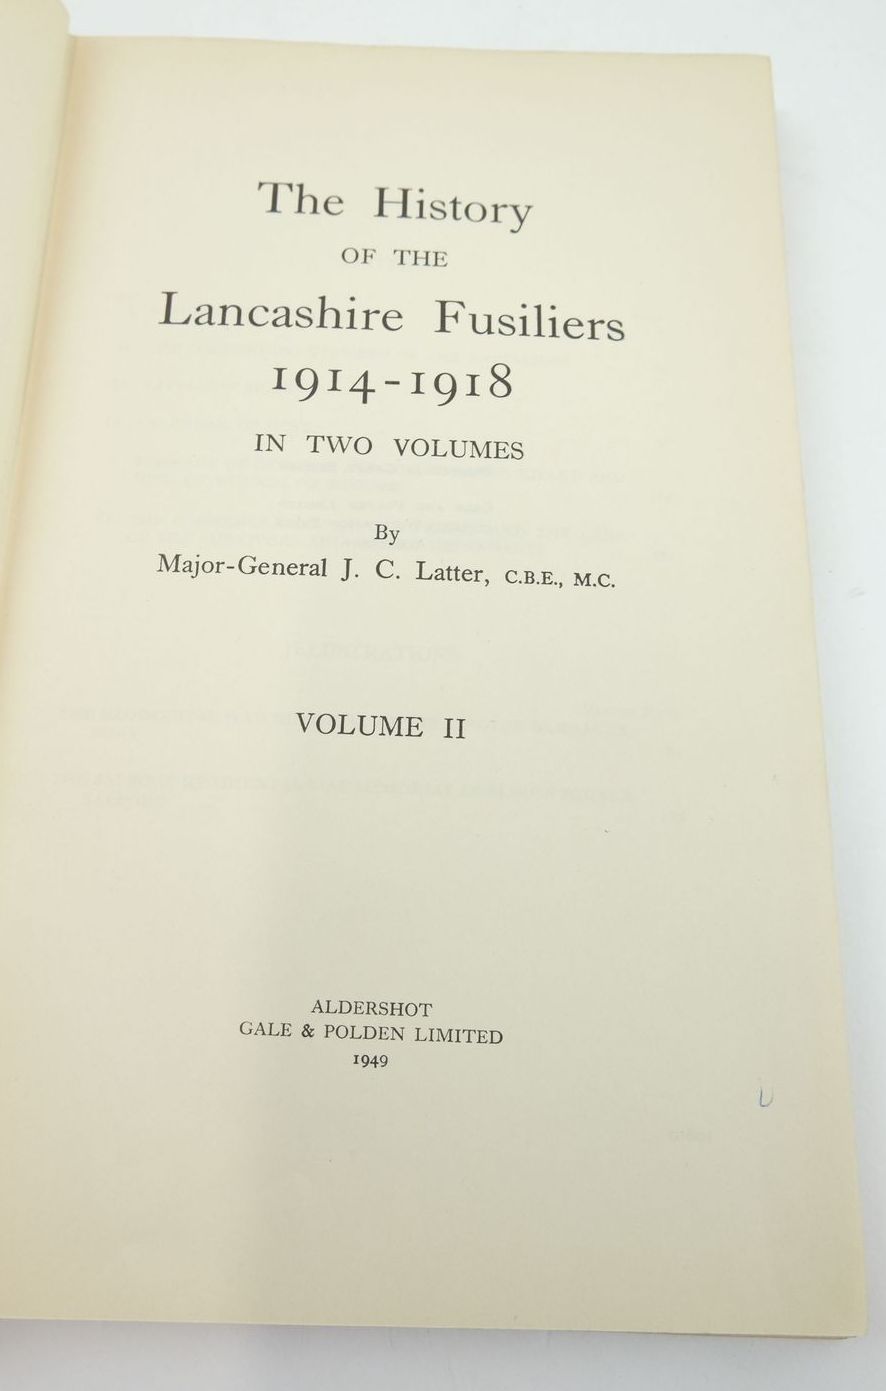 The History
OF THE
Lancashire Fusiliers
1914-1918
IN TWO VOLUMES
By
Major-General J. C. Latter, C.B.E., M.C.
VOLUME II
ALDERSHOT
GALE & POLDEN LIMITED
1949